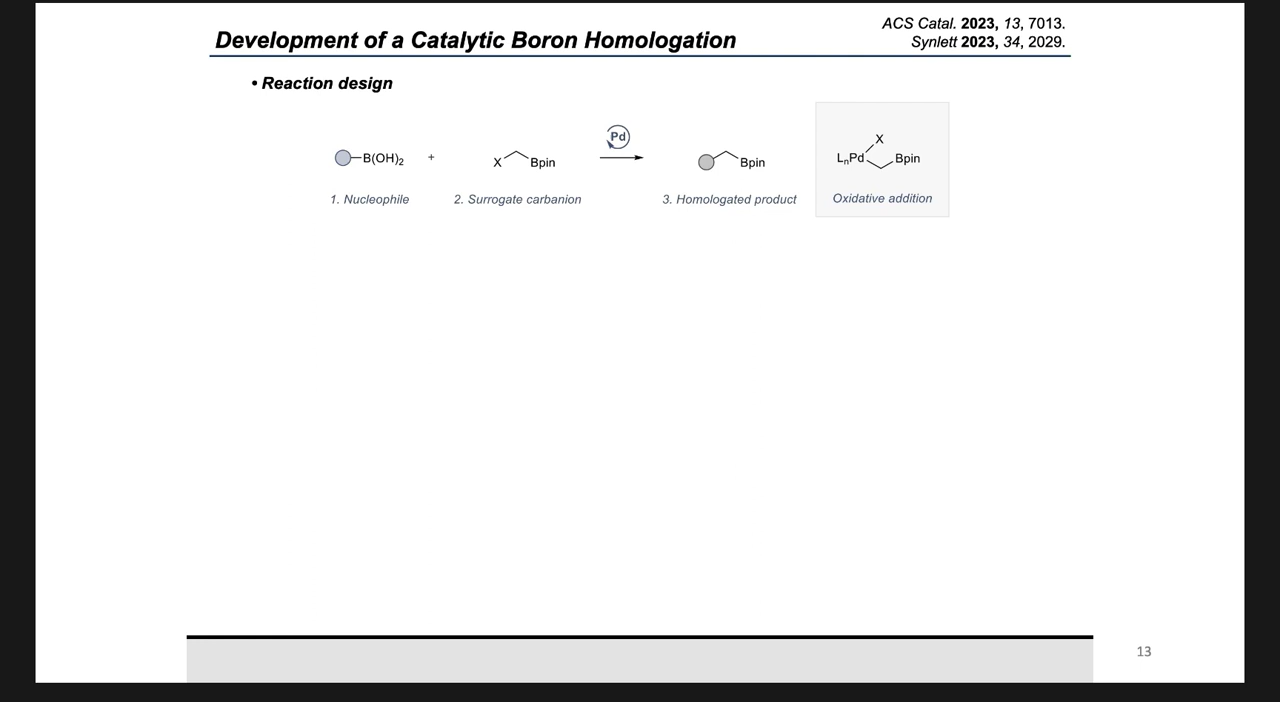 Development of a Catalytic Boron Homologation
ACS Catal. 2023, 13, 7013.
Synlett 2023, 34, 2029.
• Reaction design
B(OH)₂
+
X
Bpin
Pd
Bpin
X
LₙPd
Bpin
1. Nucleophile
2. Surrogate carbanion
3. Homologated product
Oxidative addition
13